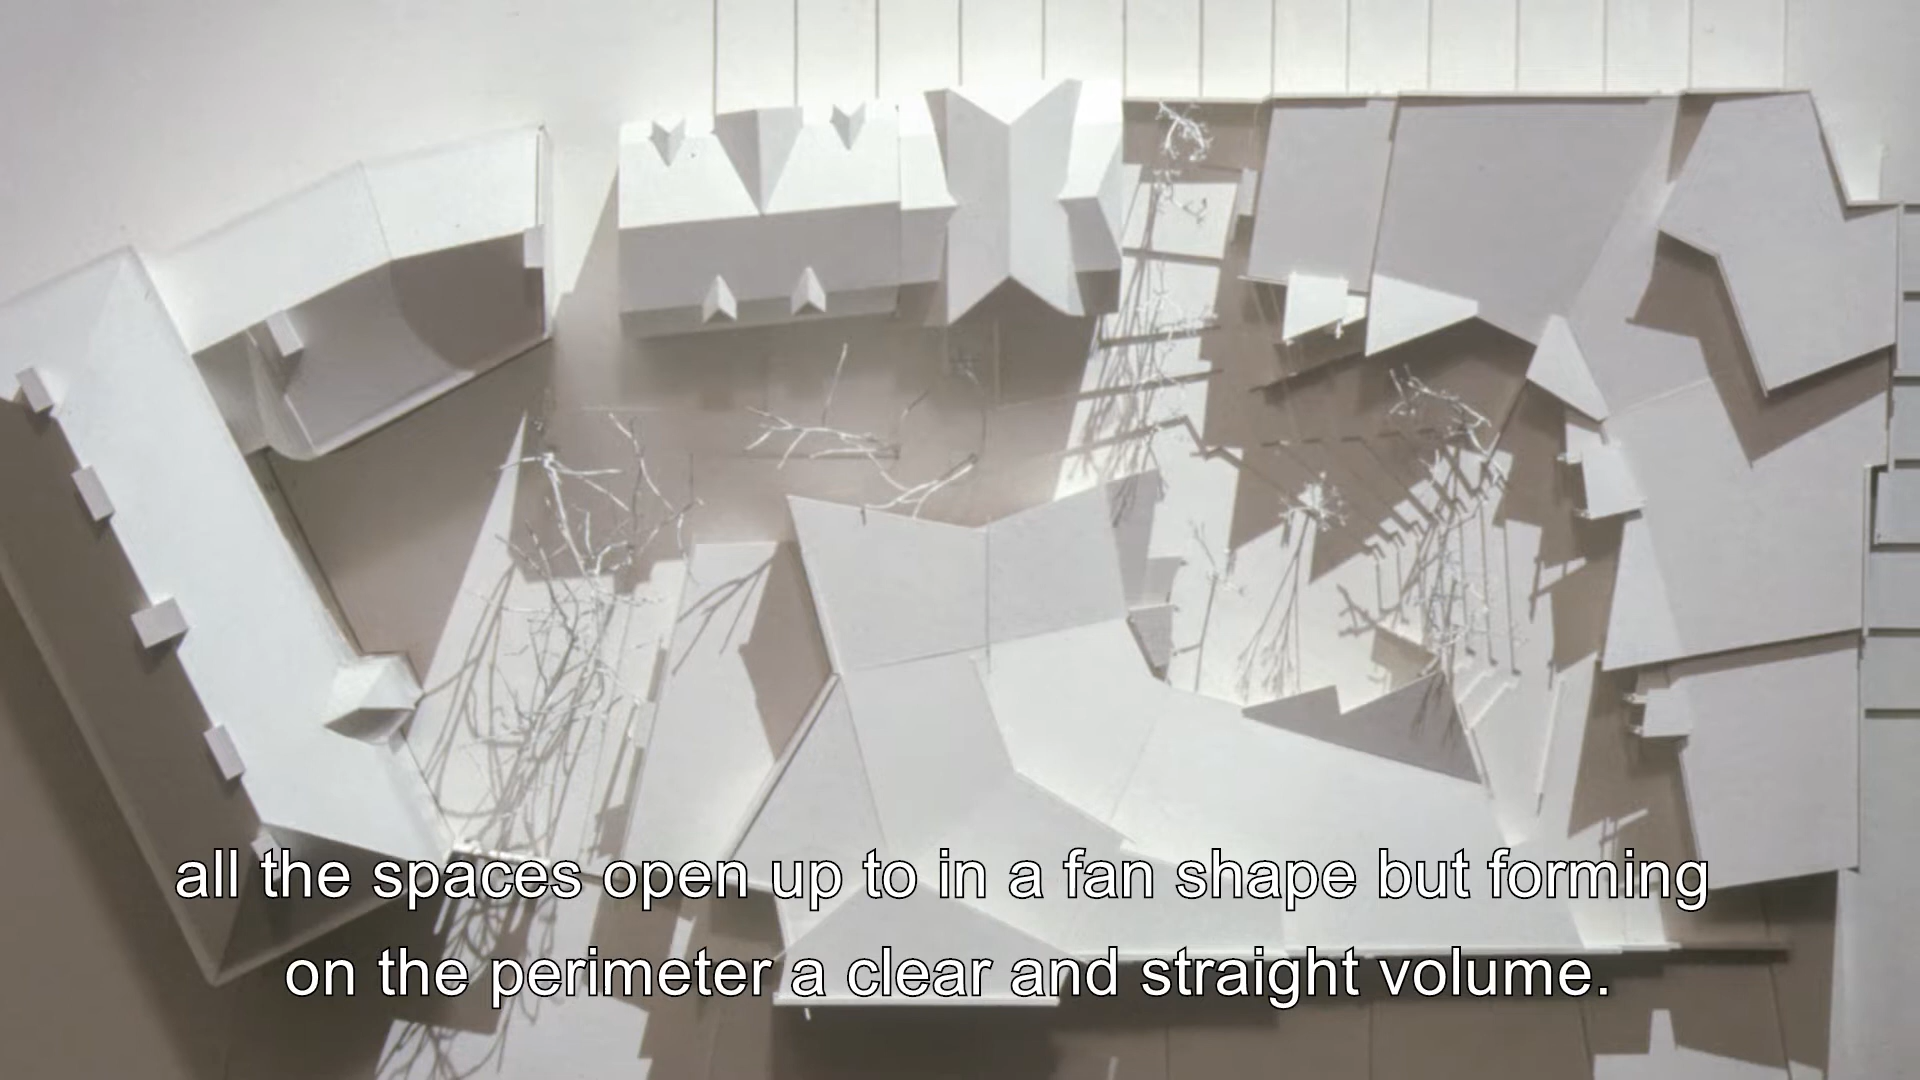 all the spaces open up to in a fan shape but forming
on the perimeter a clear and straight volume.